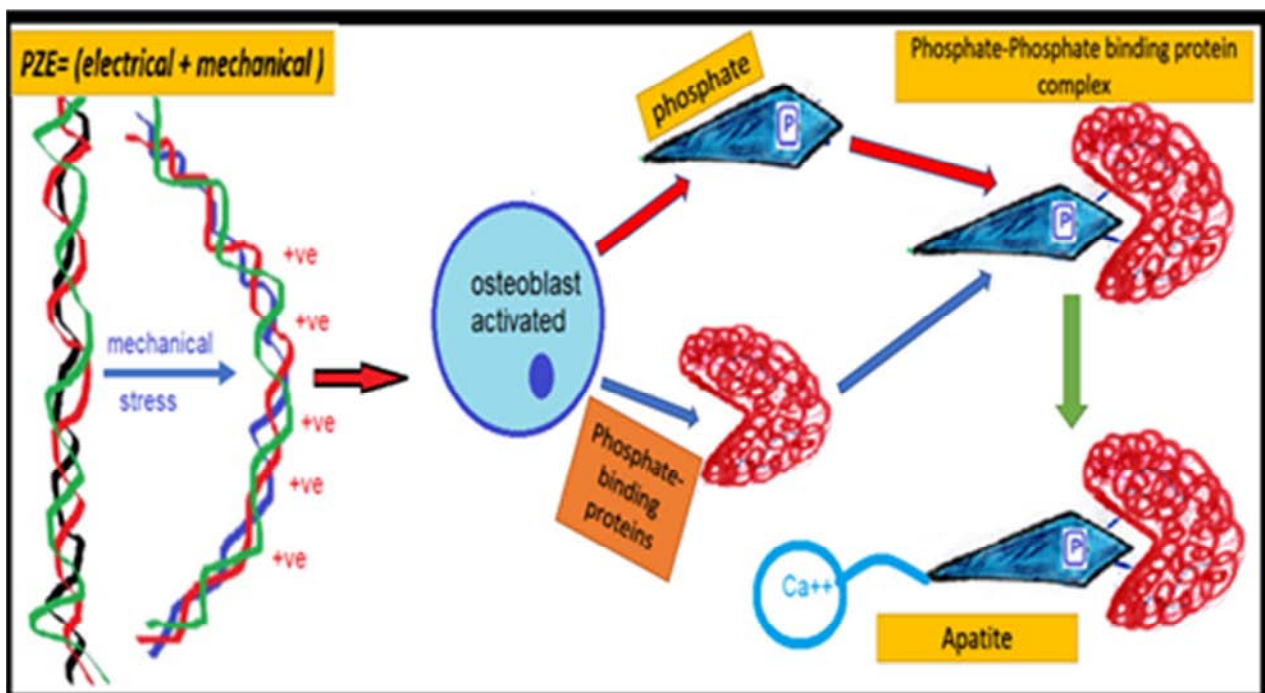 PZE= (electrical + mechanical )
phosphate
Phosphate-Phosphate binding protein
complex
P
P
+ve
+ve
osteoblast
activated
mechanical
stress
+ve
+ve
+ve
Phosphate-
binding
proteins
P
Ca++
Apatite